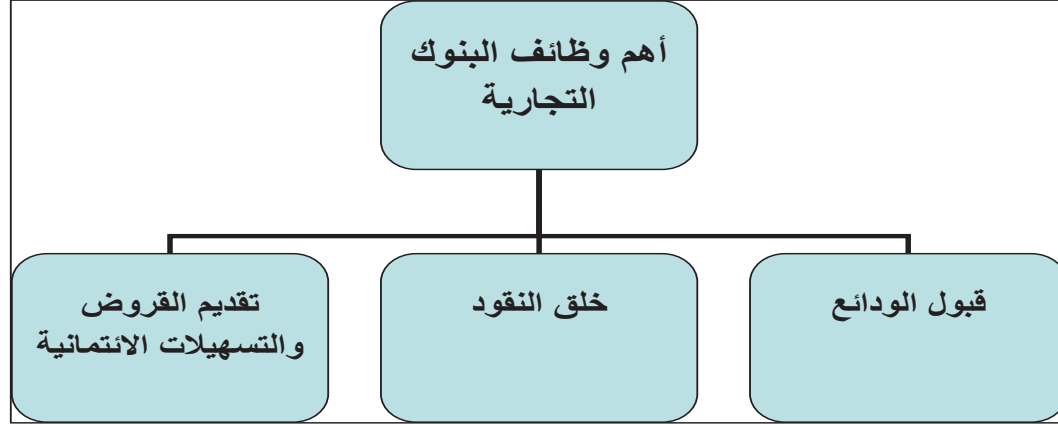 أهم وظائف البنوك
التجارية
قبول الودائع
خلق النقود
تقديم القروض
والتسهيلات الائتمانية